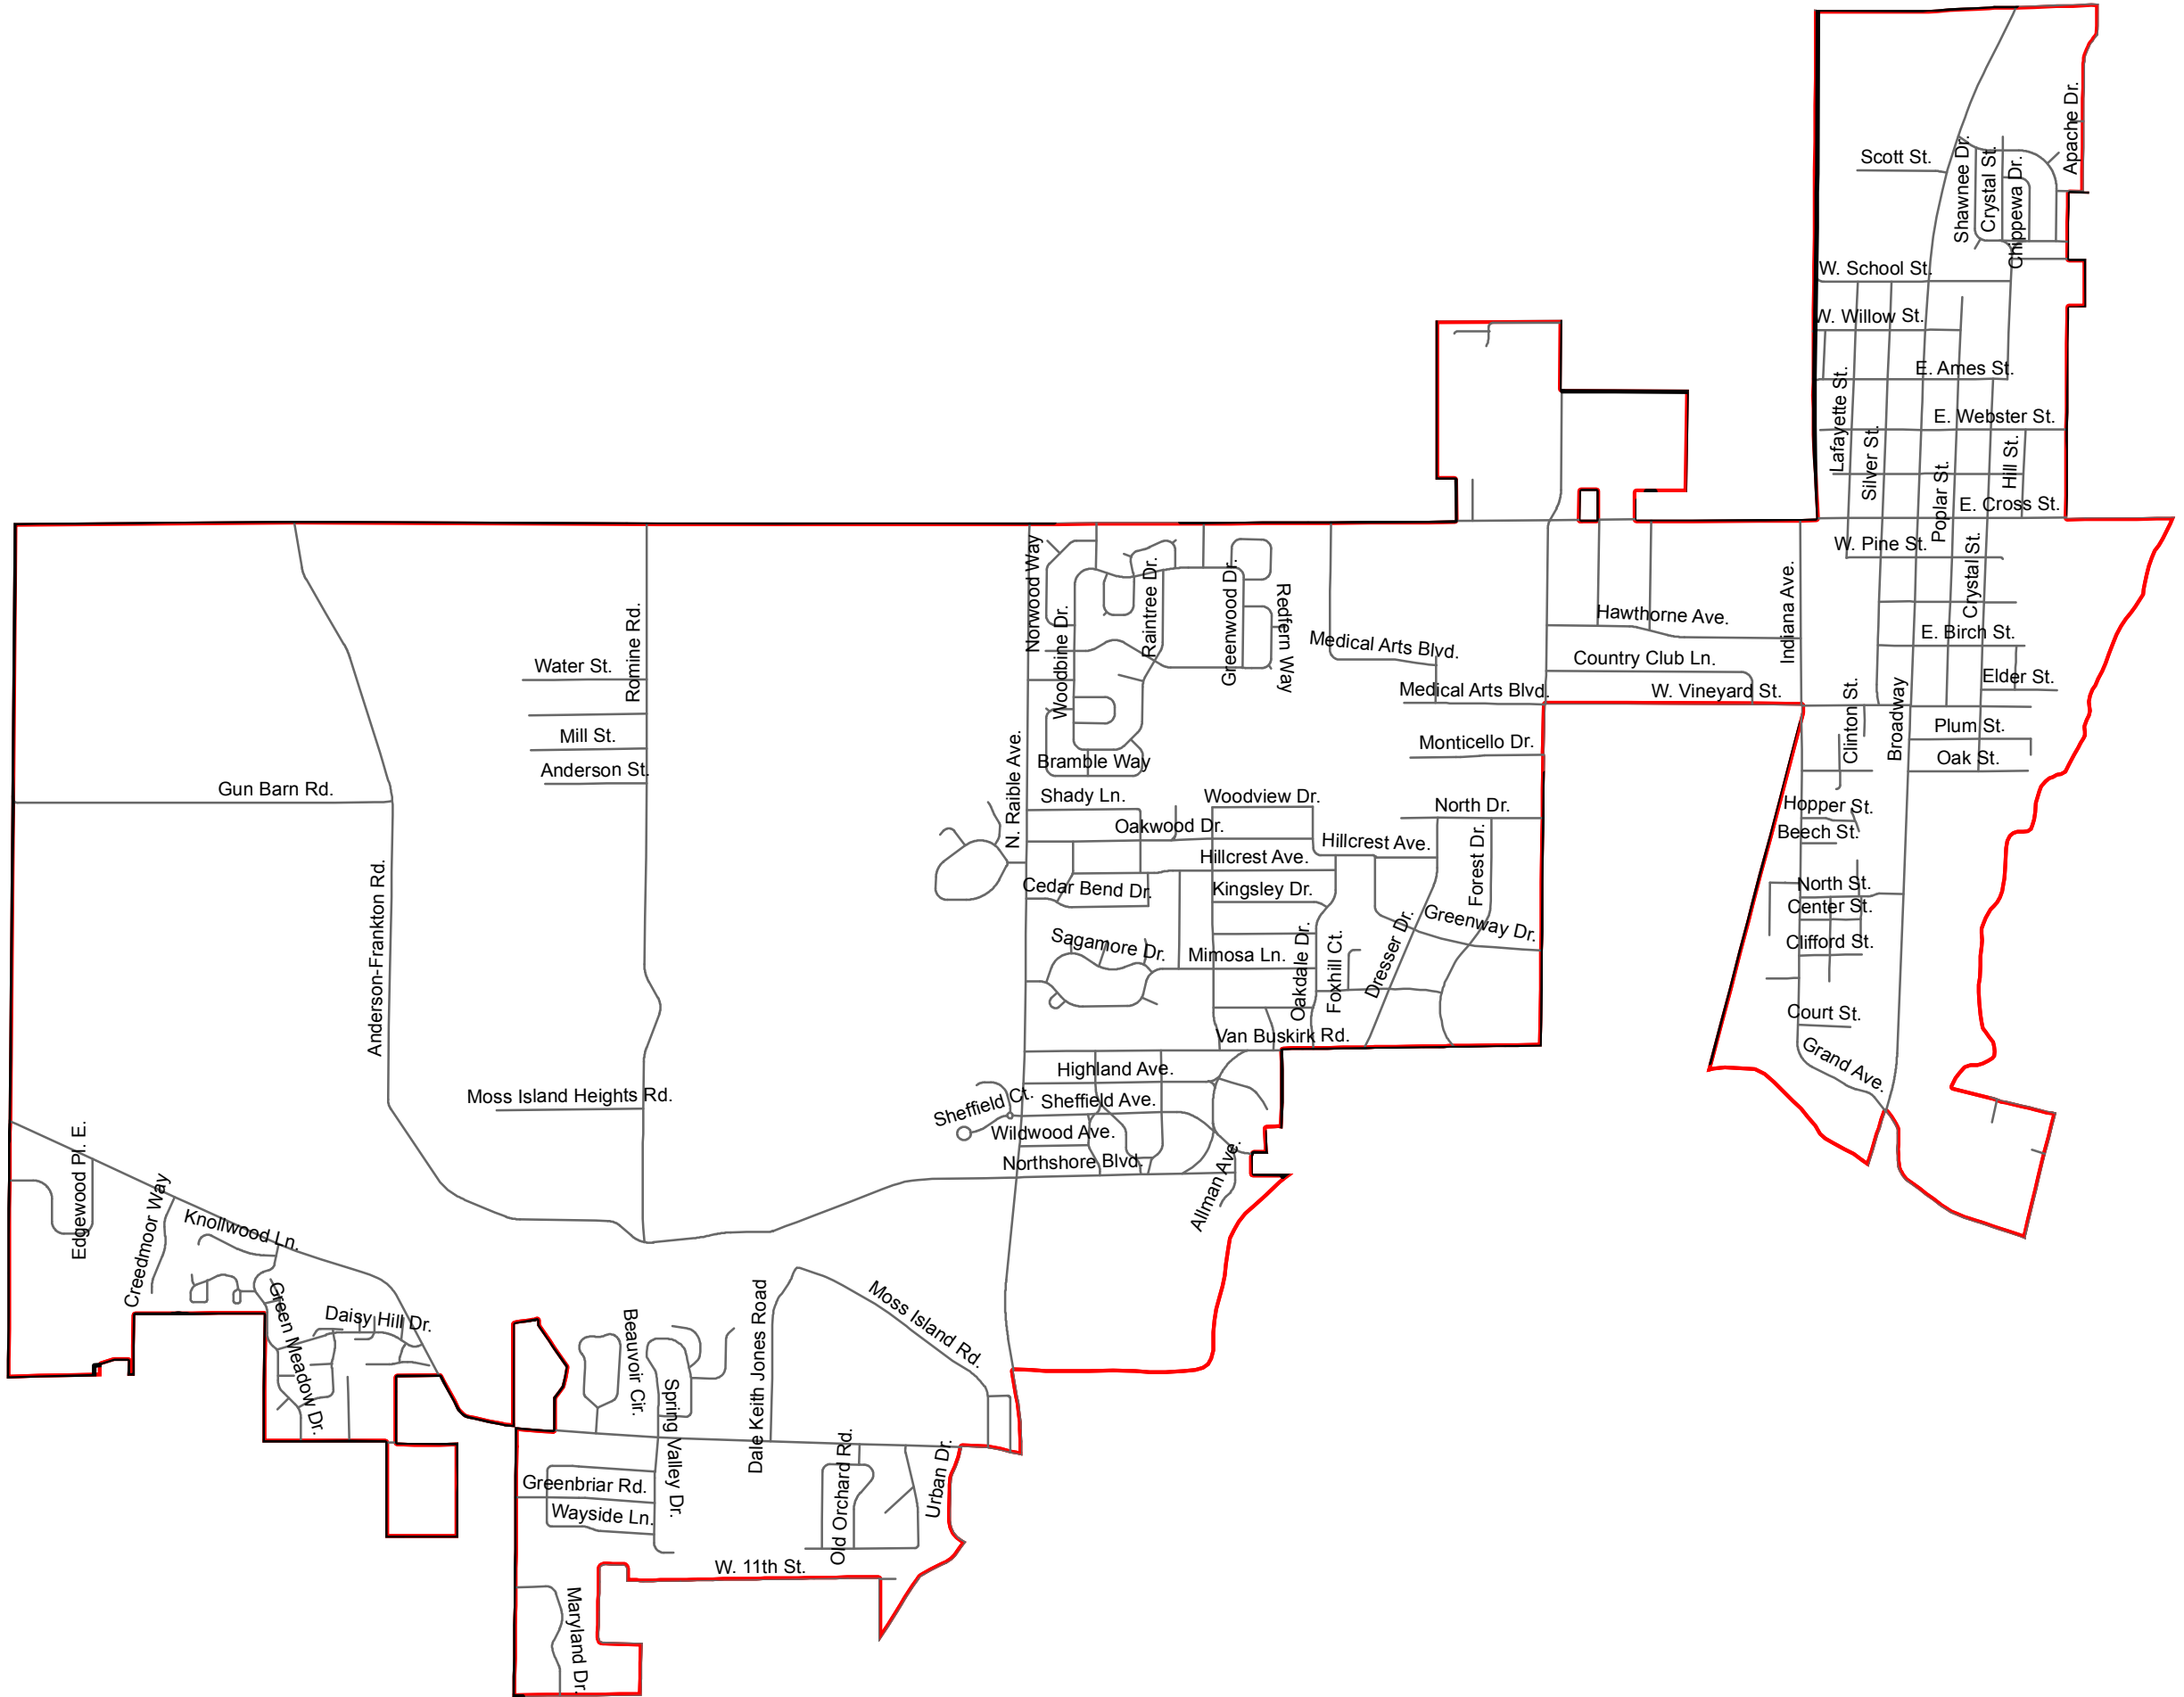 Apache Dr.
Scott St.
Shawnee Dr.
Crystal St.
Chippewa Dr.
W. School St.
W. Willow St.
E. Ames St.
Lafayette St.
E. Webster St.
Silver St.
Hill St.
Poplar St.
E. Cross St.
W. Pine St.
Crystal St.
Norwood Way
Raintree Dr.
Greenwood Dr.
Redfern Way
Indiana Ave.
Hawthorne Ave.
E. Birch St.
Romine Rd.
Woodbine Dr.
Medical Arts Blvd.
Water St.
Country Club Ln.
Elder St.
Medical Arts Blvd.
W. Vineyard St.
Clinton St.
Broadway
Plum St.
Mill St.
Monticello Dr.
Oak St.
Bramble Way
Anderson St.
N. Raible Ave.
Gun Barn Rd.
Shady Ln.
Woodview Dr.
North Dr.
Hopper St.
Oakwood Dr.
Beech St.
Hillcrest Ave.
Hillcrest Ave.
Forest Dr.
Cedar Bend Dr.
Kingsley Dr.
North St.
Center St.
Greenway Dr.
Anderson-Frankton Rd.
Sagamore Dr.
Mimosa Ln.
Oakdale Dr.
Foxhill Ct.
Dresser Dr.
Clifford St.
Court St.
Van Buskirk Rd.
Grand Ave.
Highland Ave.
Moss Island Heights Rd.
Sheffield Ct.
Sheffield Ave.
Wildwood Ave.
Northshore Blvd.
Allman Ave.
Edgewood Pl. E.
Creedmoor Way
Knollwood Ln.
Green Meadow Dr.
Daisy Hill Dr.
Beauvoir Cir.
Spring Valley Dr.
Dale Keith Jones Road
Moss Island Rd.
Old Orchard Rd.
Urban Dr.
Greenbriar Rd.
Wayside Ln.
W. 11th St.
Maryland Dr.